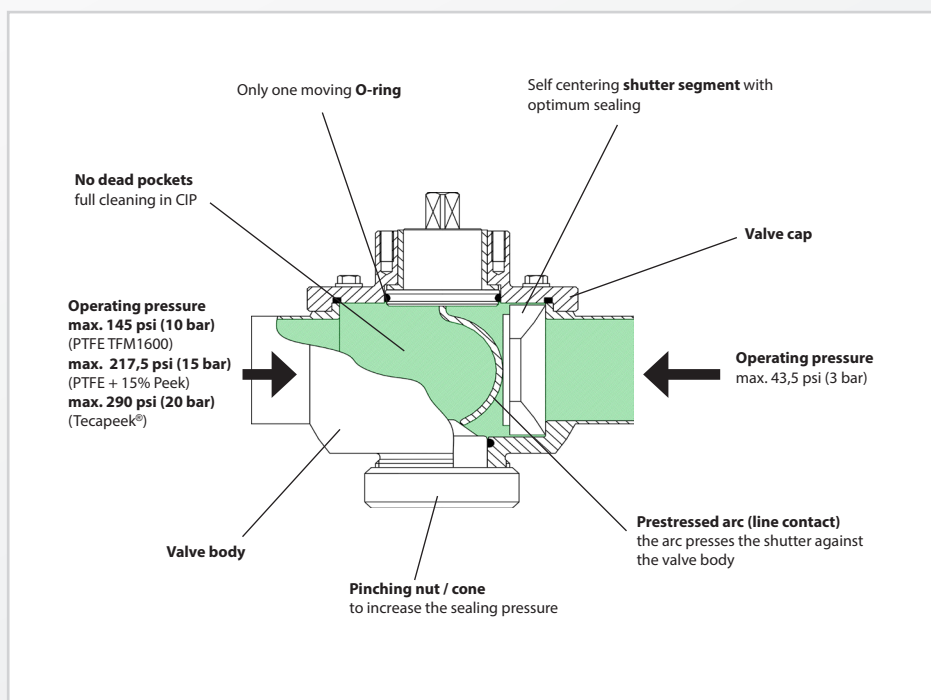 Only one moving O-ring
Self centering shutter segment with
optimum sealing
No dead pockets
full cleaning in CIP
Valve cap
Operating pressure
max. 145 psi (10 bar)
(PTFE TFM1600)
max. 217,5 psi (15 bar)
(PTFE + 15% Peek)
max. 290 psi (20 bar)
(Tecapeek®)
Operating pressure
max. 43,5 psi (3 bar)
Prestressed arc (line contact)
the arc presses the shutter against
the valve body
Valve body
Pinching nut / cone
to increase the sealing pressure